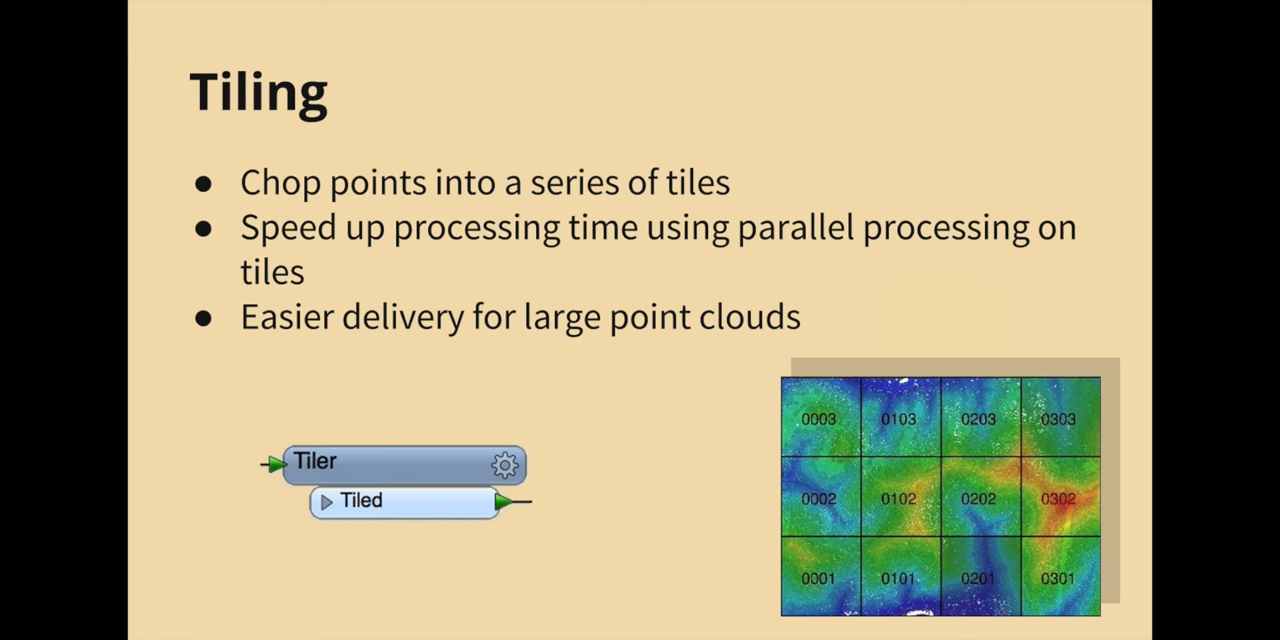 Tiling
● Chop points into a series of tiles
● Speed up processing time using parallel processing on
tiles
● Easier delivery for large point clouds
Tiler
Tiled
0003 0103 0203 0303
0002 0102 0202 0302
0001 0101 0201 0301